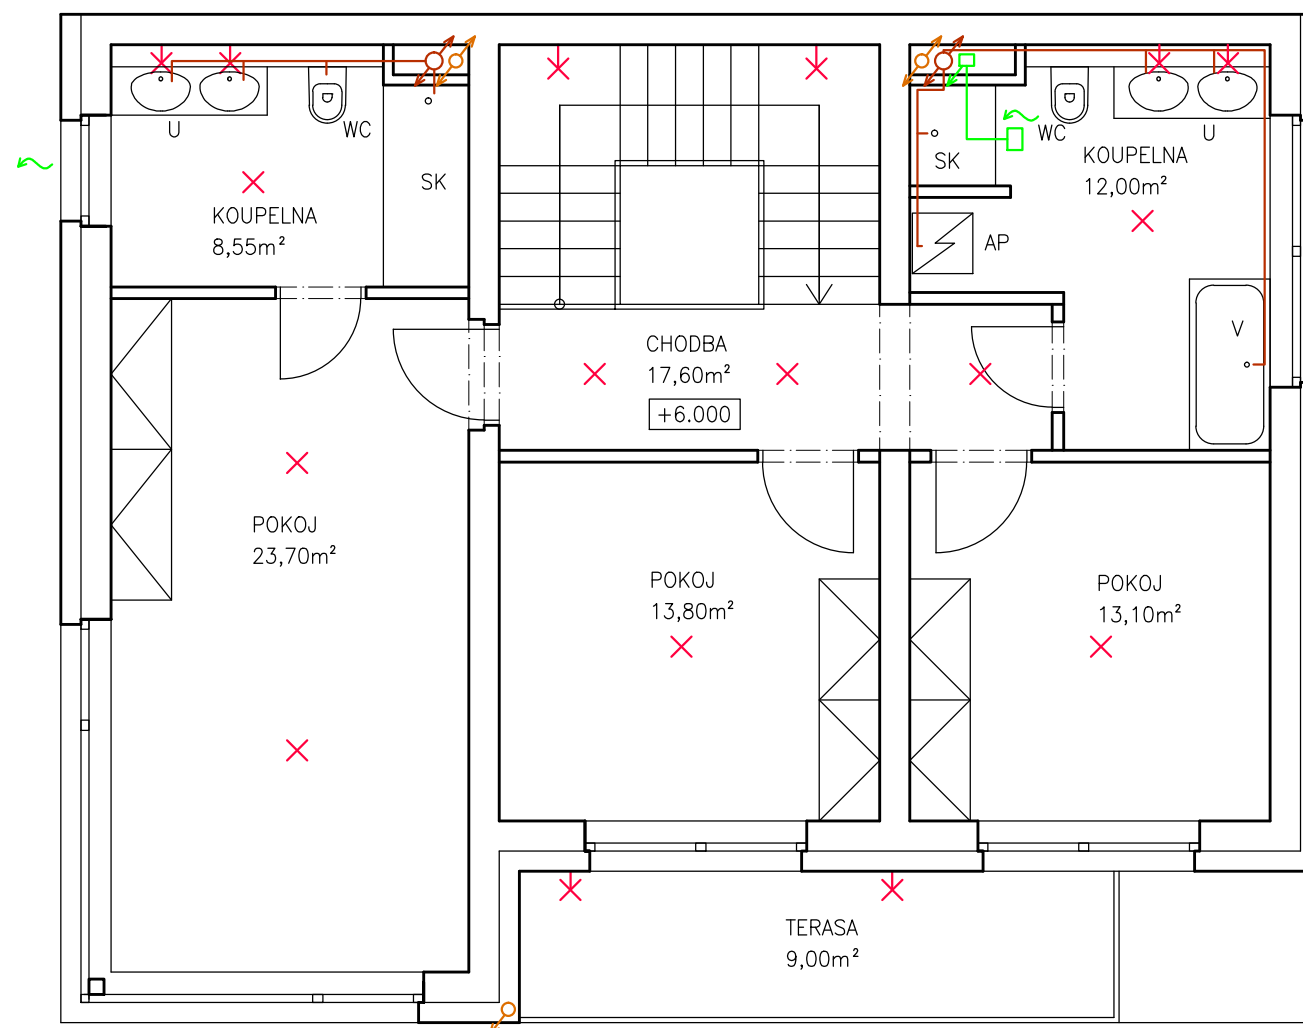 U
WC
SK
KOUPELNA
8,55m²
WC
U
SK
KOUPELNA
12,00m²
AP
V
CHODBA
17,60m²
+6.000
POKOJ
23,70m²
POKOJ
13,80m²
POKOJ
13,10m²
TERASA
9,00m²